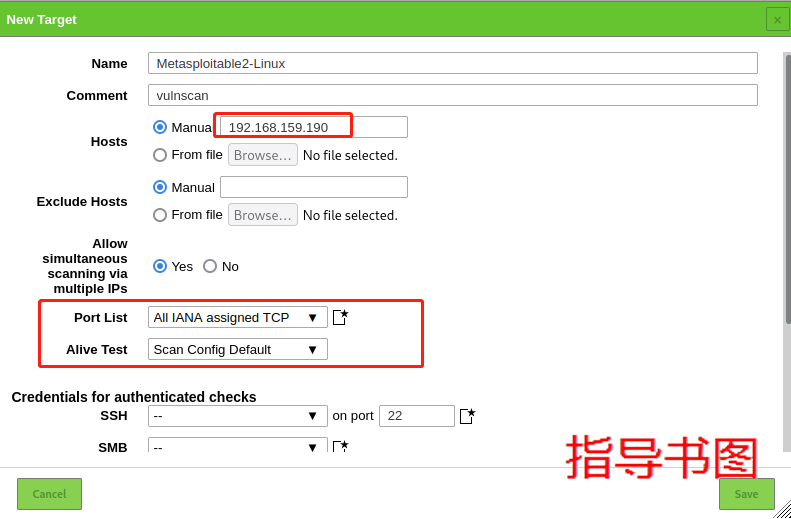 New Target ×
Name Metasploitable2-Linux
Comment vulnscan
Hosts Manual 192.168.159.190
From file Browse... No file selected.
Exclude Hosts Manual
From file Browse... No file selected.
Allow
simultaneous
scanning via
multiple IPs Yes No
Port List All IANA assigned TCP ▼
Alive Test Scan Config Default ▼
Credentials for authenticated checks
SSH -- ▼ on port 22
SMB -- ▼
指导书图
Cancel Save